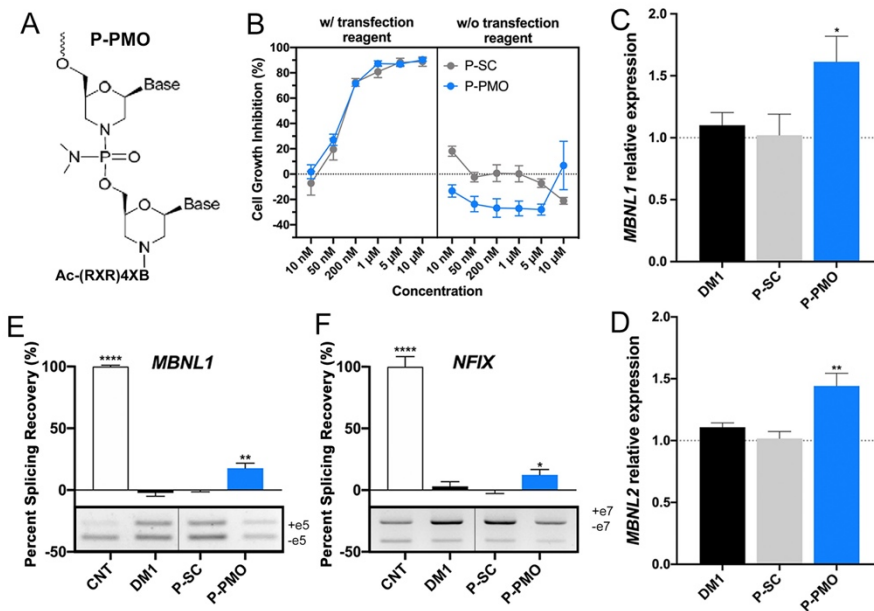 A
P-PMO
O
Base
O
N
N
P
O
O
O
Base
N
Ac-(RXR)4XB
B
w/ transfection
reagent
w/o transfection
reagent
P-SC
P-PMO
Cell Growth Inhibition (%)
100
80
60
40
20
0
-20
-40
10 nM
50 nM
200 nM
1 µM
5 µM
10 µM
10 nM
50 nM
200 nM
1 µM
5 µM
10 µM
Concentration
C
MBNL1 relative expression
2.0
1.5
1.0
0.5
0.0
*
DM1
P-SC
P-PMO
D
MBNL2 relative expression
2.0
1.5
1.0
0.5
0.0
**
DM1
P-SC
P-PMO
E
MBNL1
Percent Splicing Recovery (%)
100
50
0
-50
****
**
+e5
-e5
CNT
DM1
P-SC
P-PMO
F
NFIX
Percent Splicing Recovery (%)
100
50
0
-50
****
*
+e7
-e7
CNT
DM1
P-SC
P-PMO